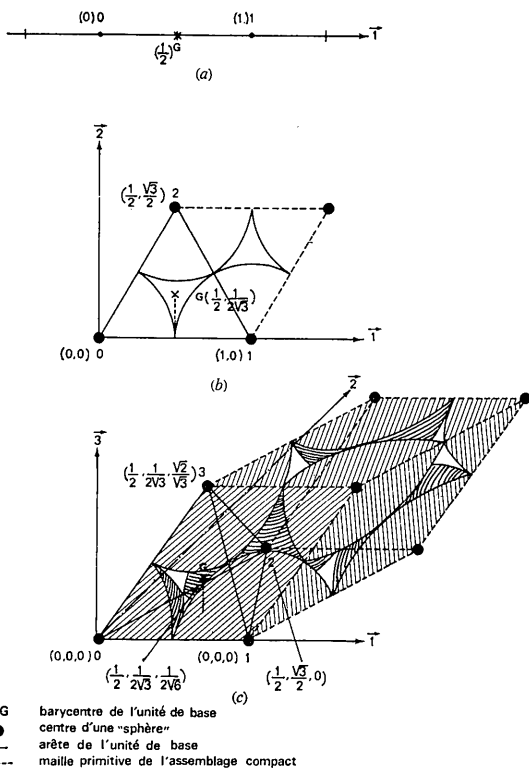 (0)0 (1)1 1
(1/2)G
(a)
2
(1/2, √3/2) 2
G(1/2, 1/2√3)
(0,0) 0 (1,0) 1 1
(b)
2
3
(1/2, 1/2√3, √2/√3) 3
G
2
(0,0,0) 0 (0,0,0) 1 1
(1/2, 1/2√3, 1/2√6) (1/2, √3/2, 0)
(c)
G barycentre de l'unité de base
centre d'une "sphère"
arête de l'unité de base
maille primitive de l'assemblage compact